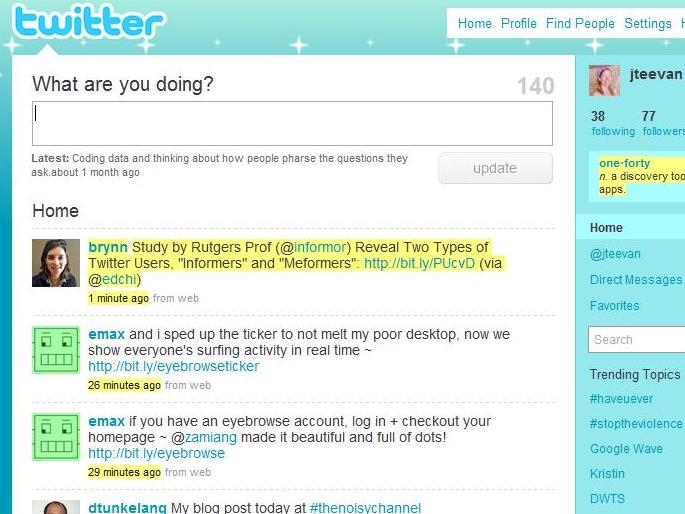 twitter
Home Profile Find People Settings
What are you doing? 140
Latest: Coding data and thinking about how people pharse the questions they
ask.about 1 month ago
update
Home
brynn Study by Rutgers Prof (@informor) Reveal Two Types of
Twitter Users, "Informers" and "Meformers": http://bit.ly/PUcvD (via
@edchi)
1 minute ago from web
emax and i sped up the ticker to not melt my poor desktop, now we
show everyone's surfing activity in real time ~
http://bit.ly/eyebrowseticker
26 minutes ago from web
emax if you have an eyebrowse account, log in + checkout your
homepage ~ @zamiang made it beautiful and full of dots!
http://bit.ly/eyebrowse
29 minutes ago from web
dtunkelang My blog post today at #thenoisychannel
jteevan
38 77
following followers
one·forty
n. a discovery too
apps.
Home
@jteevan
Direct Messages
Favorites
Search
Trending Topics
#haveuever
#stoptheviolence
Google Wave
Kristin
DWTS